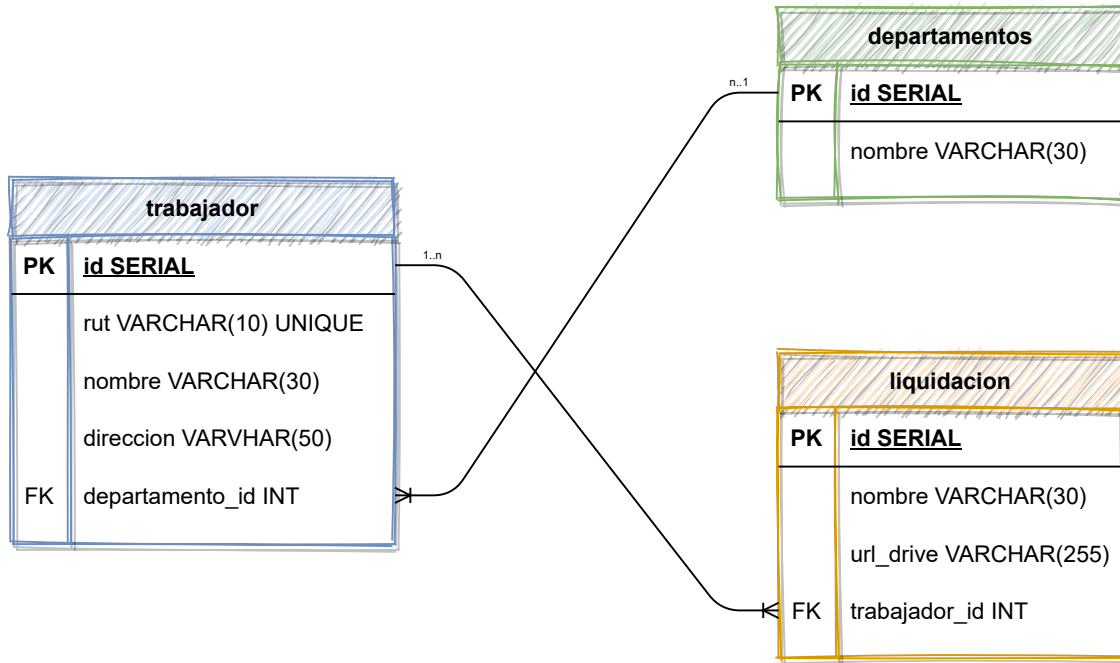 departamentos
n..1
PK id SERIAL
nombre VARCHAR(30)
trabajador
1..n
PK id SERIAL
rut VARCHAR(10) UNIQUE
nombre VARCHAR(30)
direccion VARVHAR(50)
FK departamento_id INT
liquidacion
PK id SERIAL
nombre VARCHAR(30)
url_drive VARCHAR(255)
FK trabajador_id INT